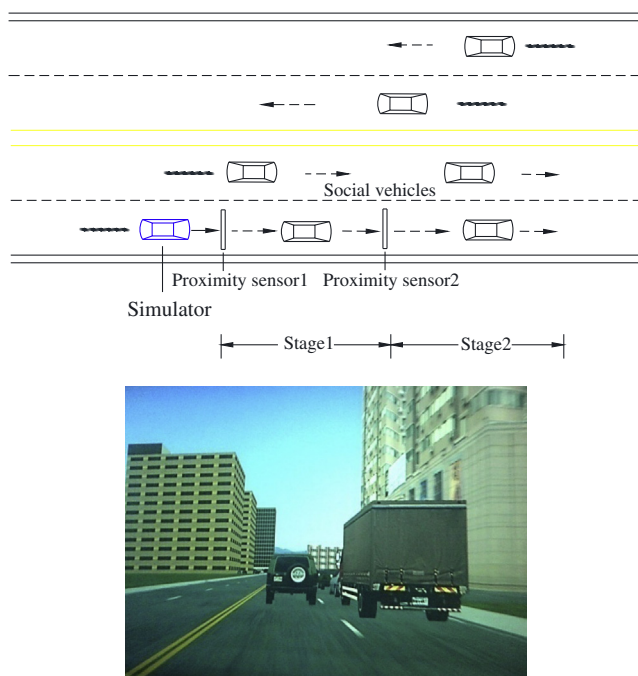 Social vehicles
Proximity sensor1
Proximity sensor2
Simulator
Stage1
Stage2